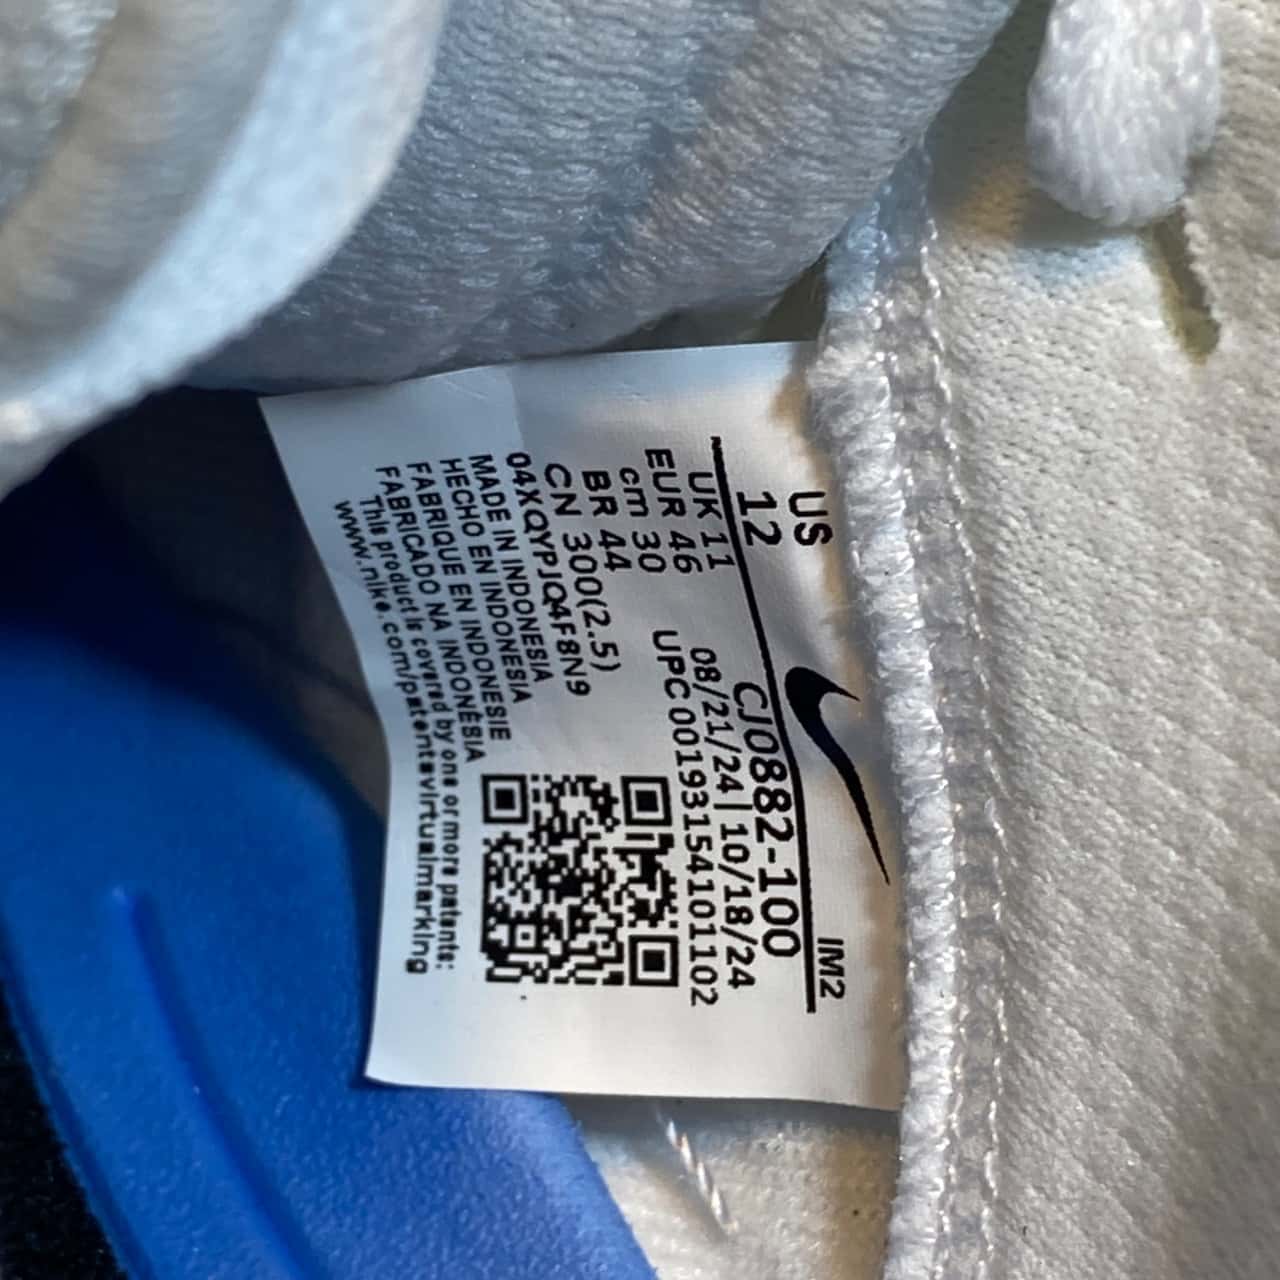 US
12
IM2
CJ0882-100
UK 11
08/21/24 | 10/18/24
EUR 46
UPC 00193154101102
cm 30
BR 44
CN 300(2.5)
04XQYPJQ4F8N9
MADE IN INDONESIA
HECHO EN INDONESIA
FABRIQUE EN INDONESIE
FABRICADO NA INDONÉSIA
This product is covered by one or more patents:
www.nike.com/patentavirtualmarking